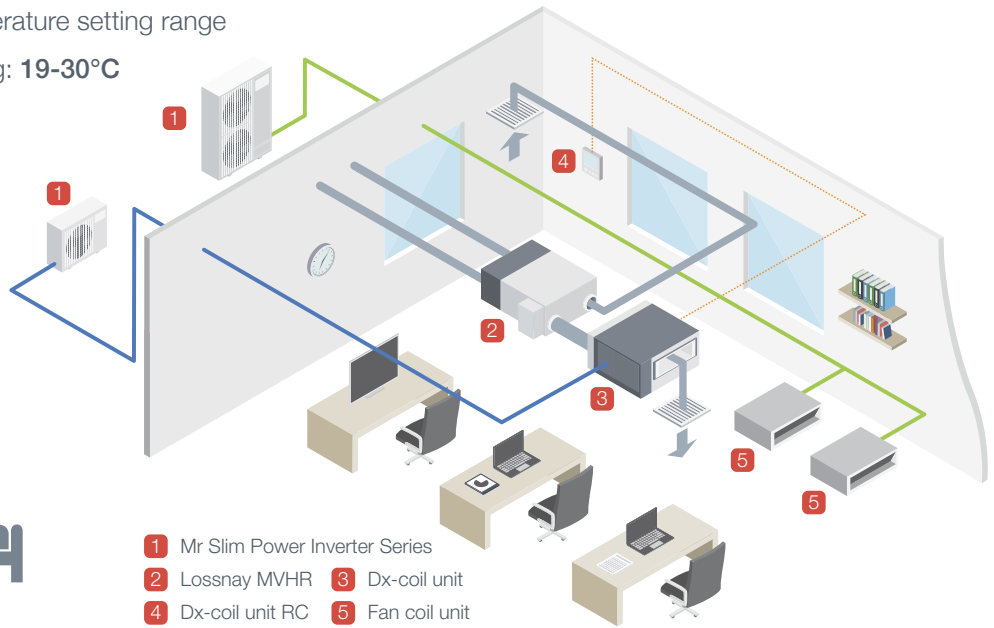 erature setting range
g: 19-30°C
1
1
4
2
3
5
5
1 Mr Slim Power Inverter Series
2 Lossnay MVHR 3 Dx-coil unit
4 Dx-coil unit RC 5 Fan coil unit